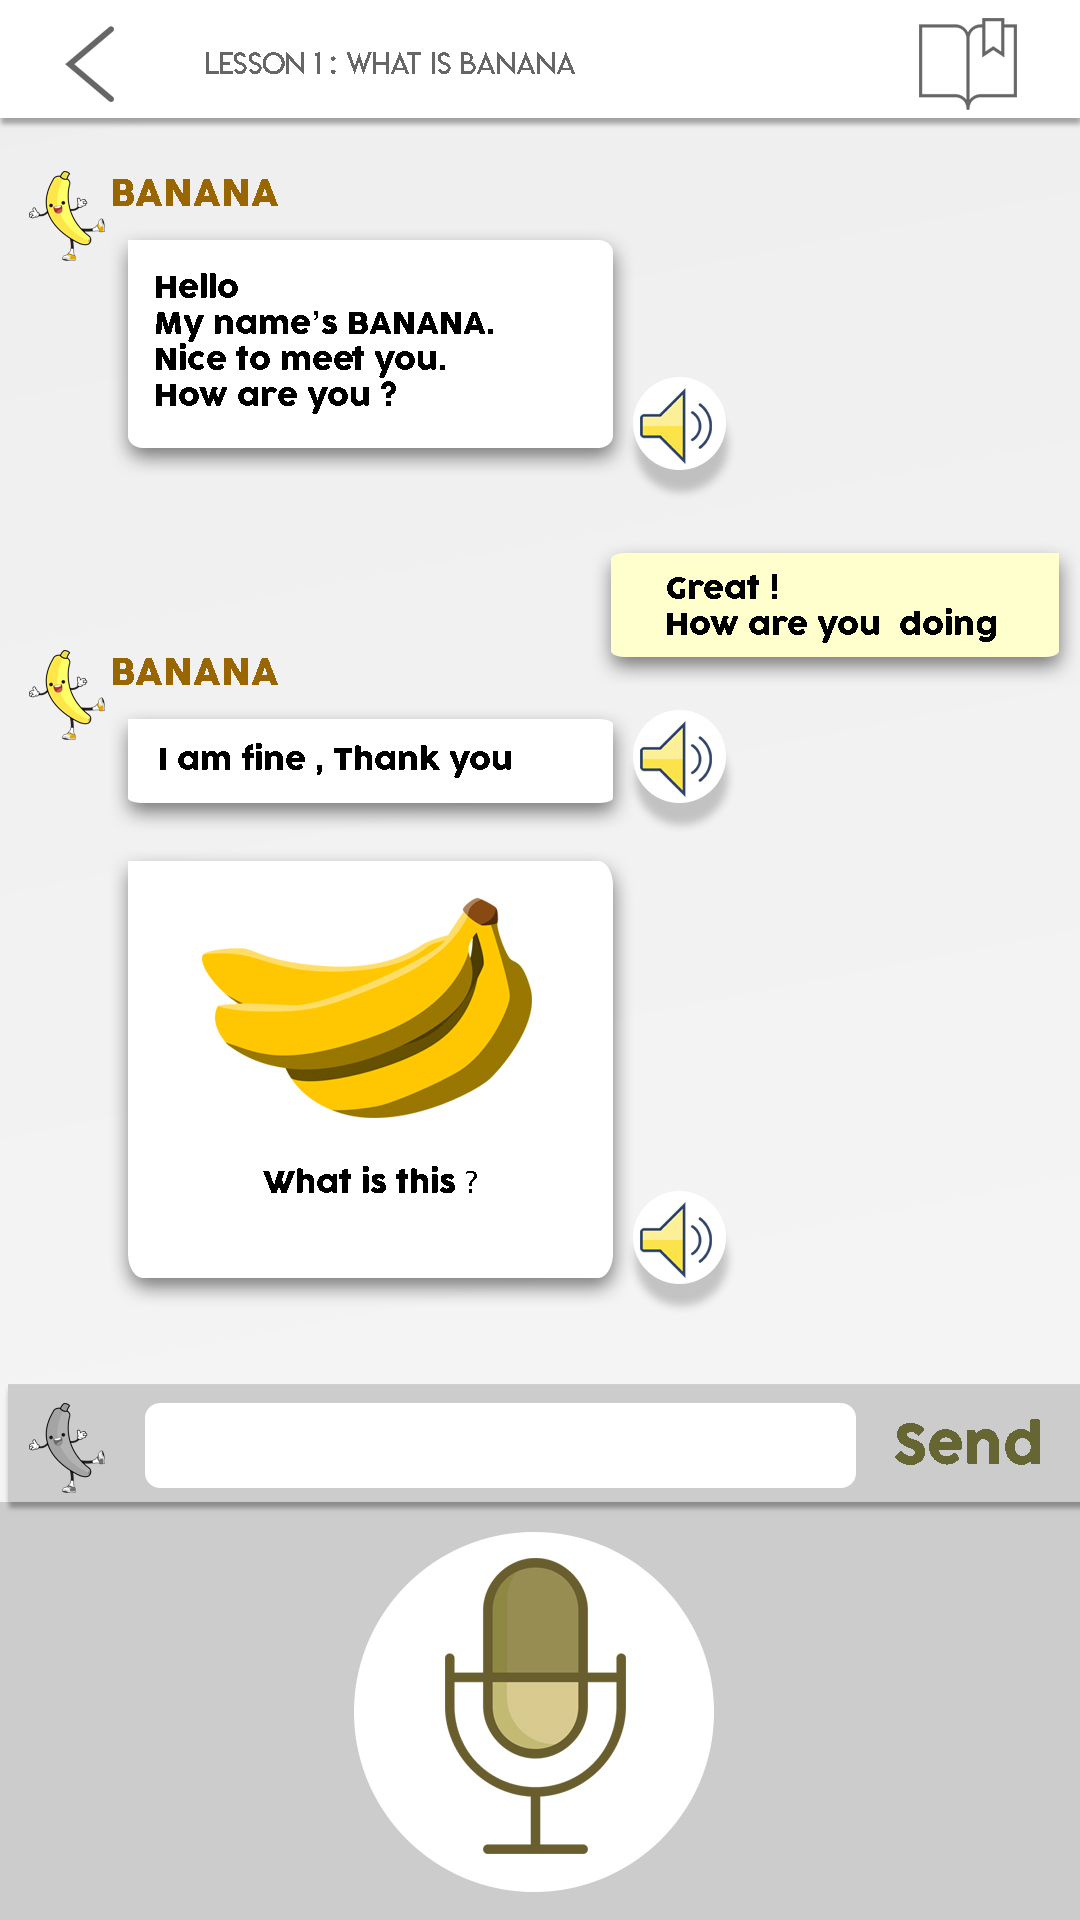 LESSON 1 : WHAT IS BANANA
BANANA
Hello
My name's BANANA.
Nice to meet you.
How are you ?
Great !
How are you  doing
BANANA
I am fine , Thank you
What is this ?
Send